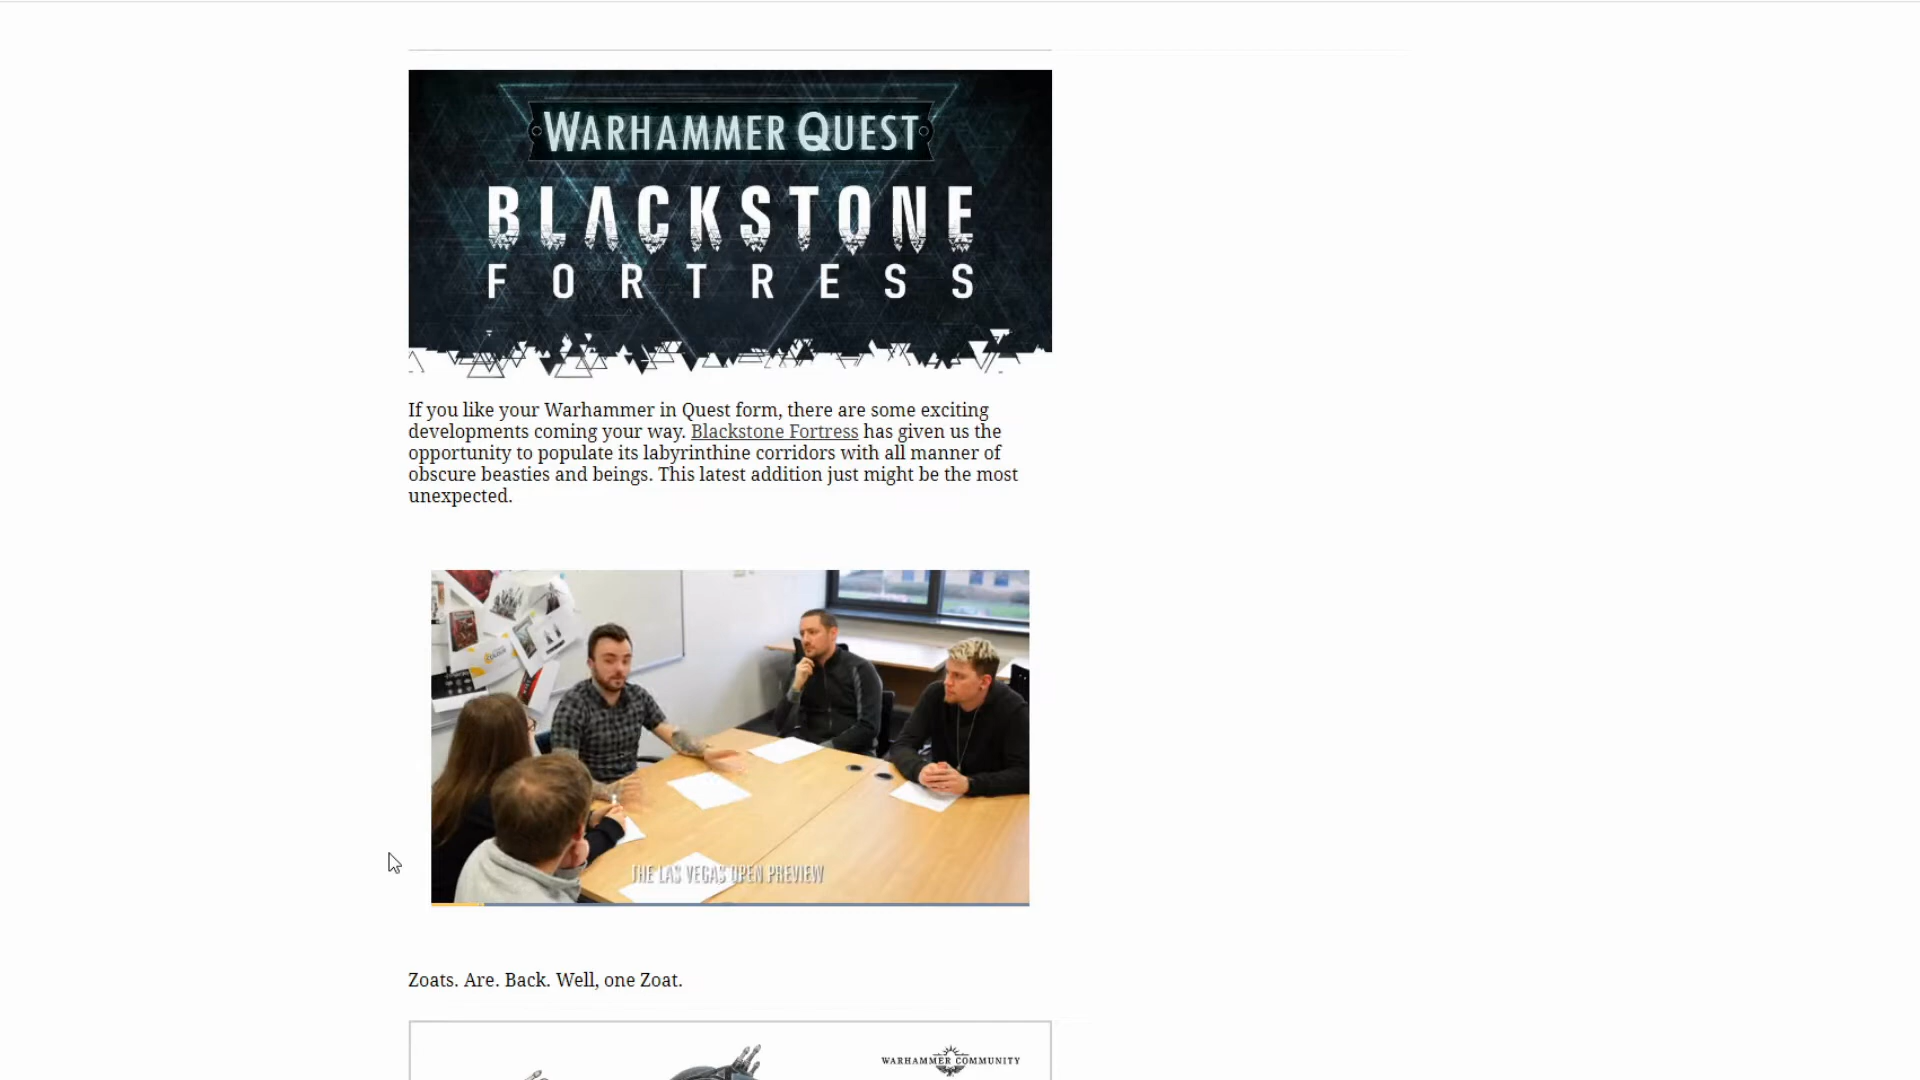 WARHAMMER QUEST
BLACKSTONE
FORTRESS
If you like your Warhammer in Quest form, there are some exciting
developments coming your way. Blackstone Fortress has given us the
opportunity to populate its labyrinthine corridors with all manner of
obscure beasties and beings. This latest addition just might be the most
unexpected.
THE LAS VEGAS OPEN PREVIEW
Zoats. Are. Back. Well, one Zoat.
WARHAMMER COMMUNITY